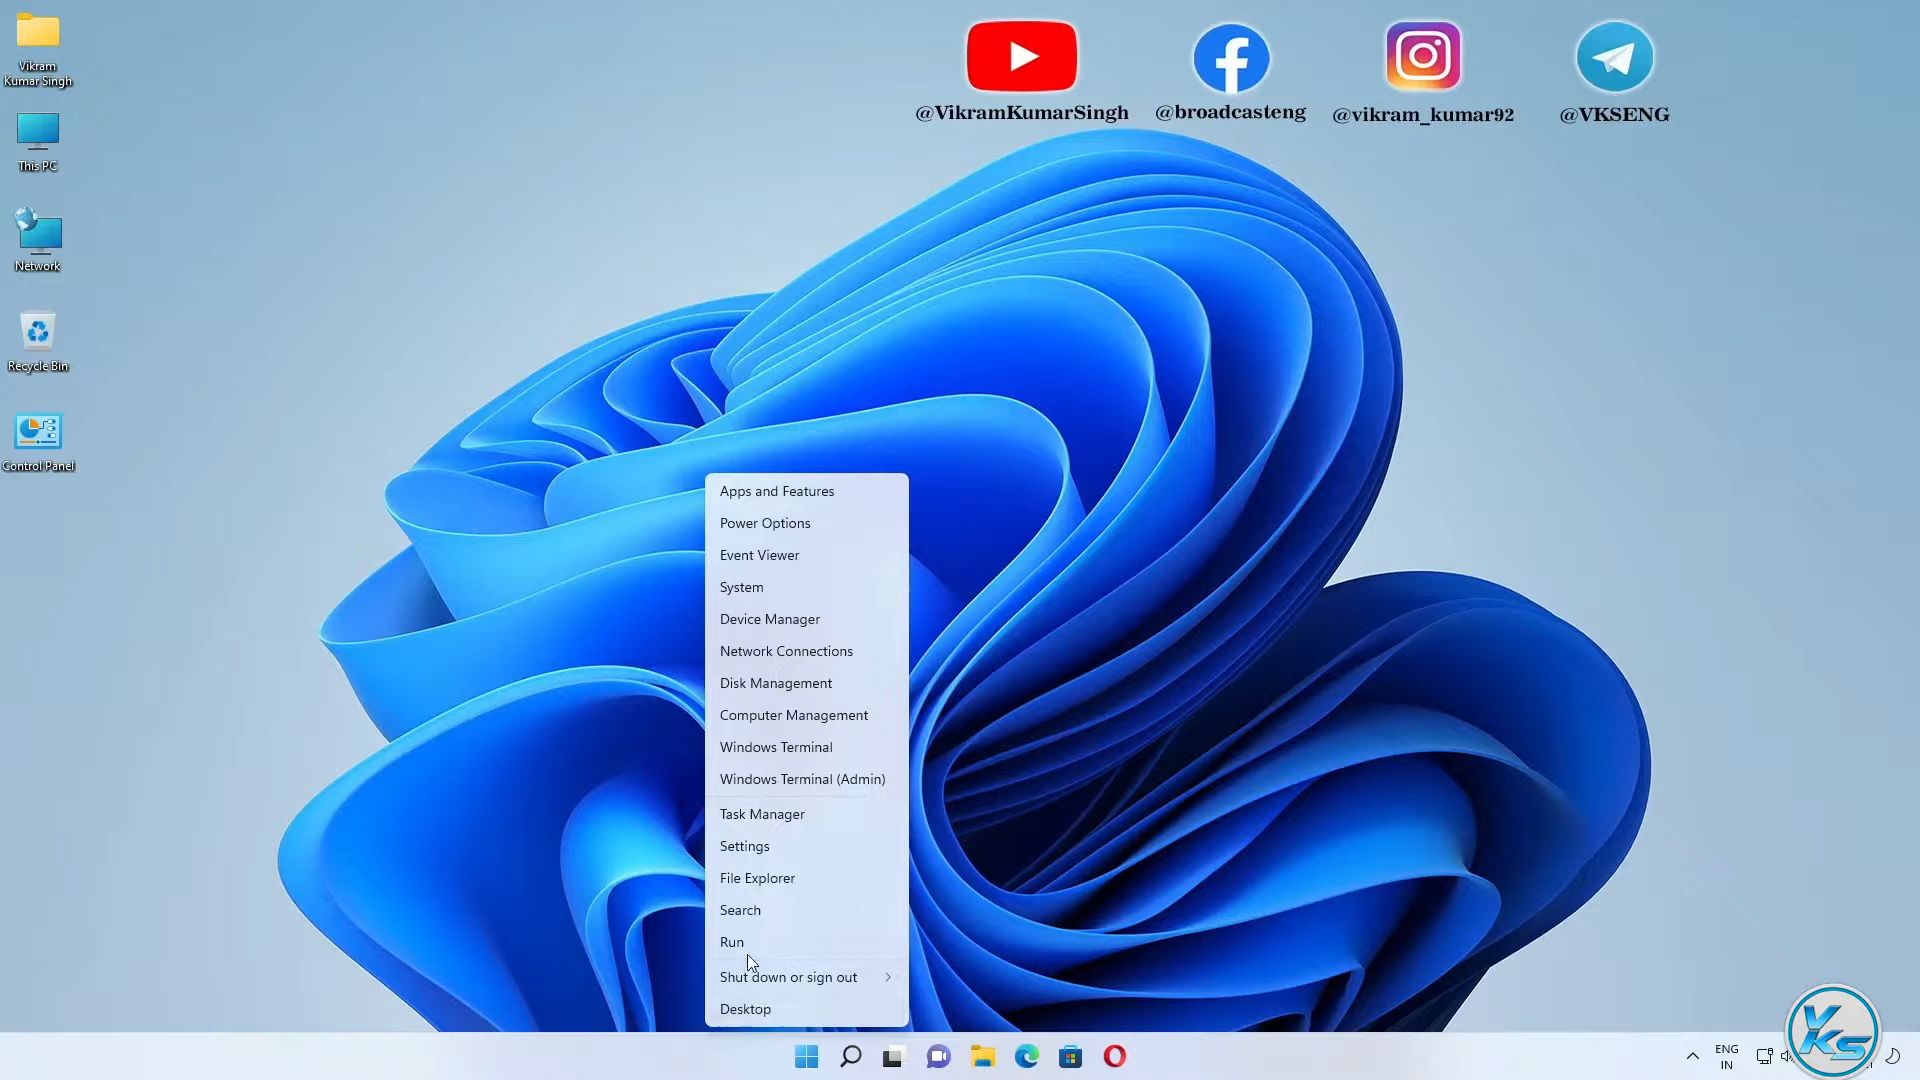 Vikram
Kumar Singh
This PC
Network
Recycle Bin
Control Panel
@VikramKumarSingh
@broadcasteng
@vikram_kumar92
@VKSENG
Apps and Features
Power Options
Event Viewer
System
Device Manager
Network Connections
Disk Management
Computer Management
Windows Terminal
Windows Terminal (Admin)
Task Manager
Settings
File Explorer
Search
Run
Shut down or sign out
Desktop
ENG
IN
VKS